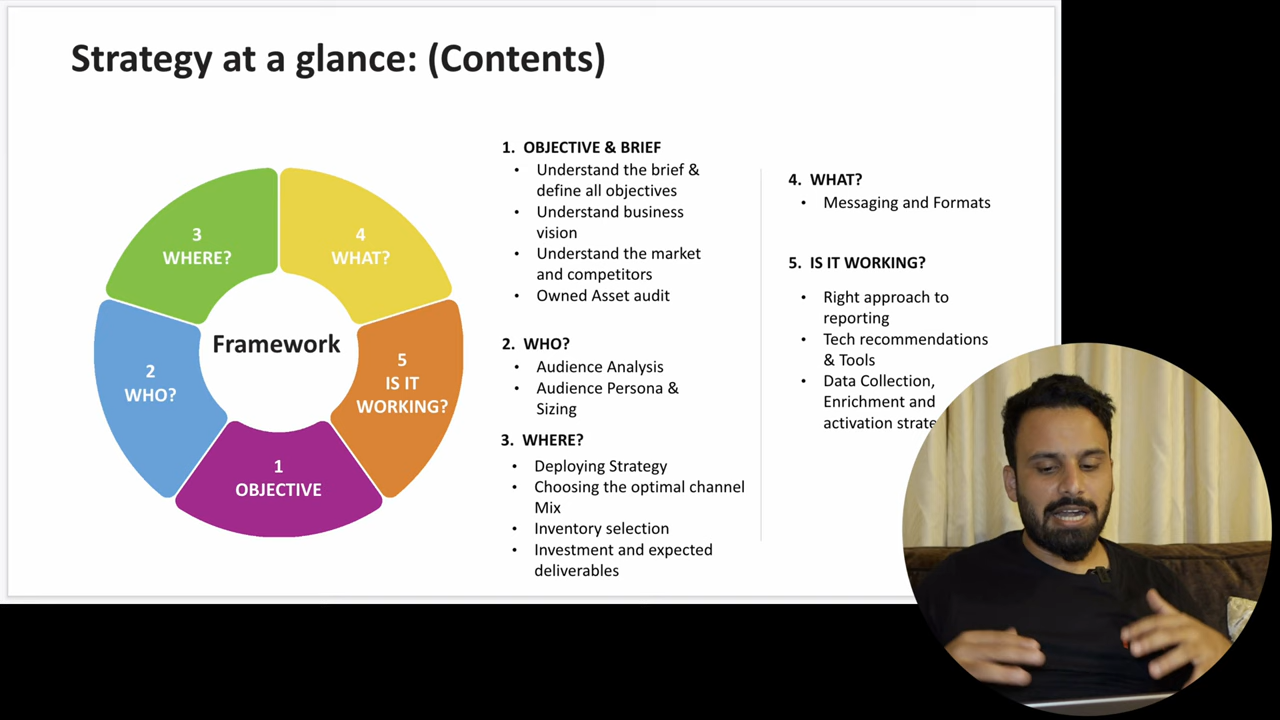 Strategy at a glance: (Contents)
3
WHERE?
4
WHAT?
2
WHO?
Framework
5
IS IT
WORKING?
1
OBJECTIVE
1. OBJECTIVE & BRIEF
• Understand the brief &
define all objectives
• Understand business
vision
• Understand the market
and competitors
• Owned Asset audit
2. WHO?
• Audience Analysis
• Audience Persona &
Sizing
3. WHERE?
• Deploying Strategy
• Choosing the optimal channel
Mix
• Inventory selection
• Investment and expected
deliverables
4. WHAT?
• Messaging and Formats
5. IS IT WORKING?
• Right approach to
reporting
• Tech recommendations
& Tools
• Data Collection,
Enrichment and
activation